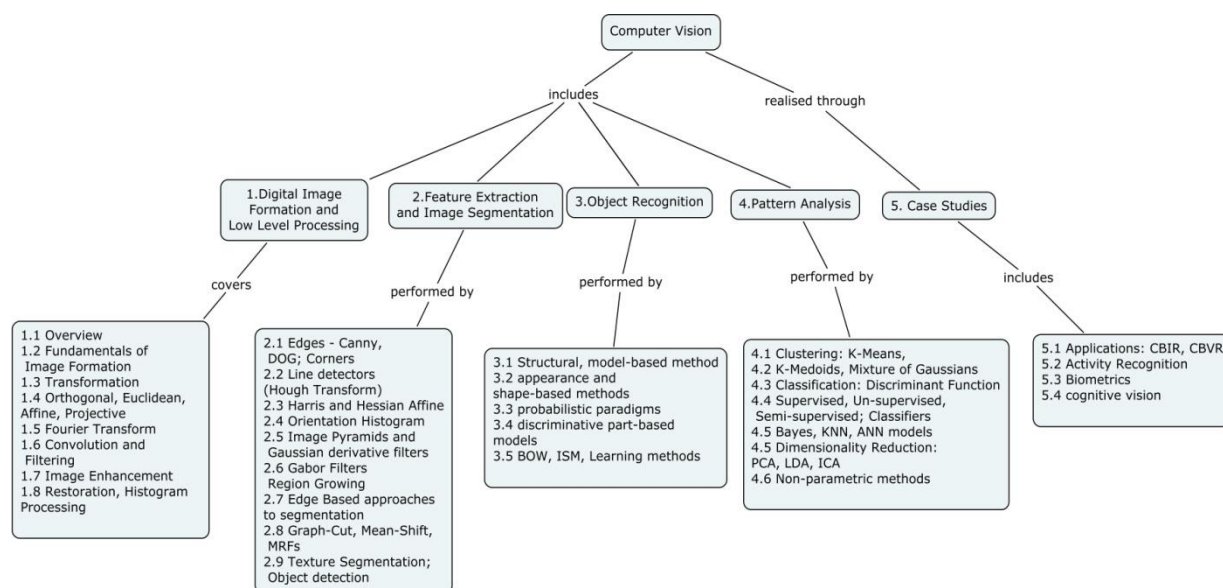 Computer Vision
includes
realised through
1.Digital Image
Formation and
Low Level Processing
2.Feature Extraction
and Image Segmentation
3.Object Recognition
4.Pattern Analysis
5. Case Studies
covers
performed by
performed by
performed by
includes
1.1 Overview
1.2 Fundamentals of
Image Formation
1.3 Transformation
1.4 Orthogonal, Euclidean,
Affine, Projective
1.5 Fourier Transform
1.6 Convolution and
Filtering
1.7 Image Enhancement
1.8 Restoration, Histogram
Processing
2.1 Edges - Canny,
DOG; Corners
2.2 Line detectors
(Hough Transform)
2.3 Harris and Hessian Affine
2.4 Orientation Histogram
2.5 Image Pyramids and
Gaussian derivative filters
2.6 Gabor Filters
Region Growing
2.7 Edge Based approaches
to segmentation
2.8 Graph-Cut, Mean-Shift,
MRFs
2.9 Texture Segmentation;
Object detection
3.1 Structural, model-based method
3.2 appearance and
shape-based methods
3.3 probabilistic paradigms
3.4 discriminative part-based
models
3.5 BOW, ISM, Learning methods
4.1 Clustering: K-Means,
4.2 K-Medoids, Mixture of Gaussians
4.3 Classification: Discriminant Function
4.4 Supervised, Un-supervised,
Semi-supervised; Classifiers
4.5 Bayes, KNN, ANN models
4.5 Dimensionality Reduction:
PCA, LDA, ICA
4.6 Non-parametric methods
5.1 Applications: CBIR, CBVR
5.2 Activity Recognition
5.3 Biometrics
5.4 cognitive vision